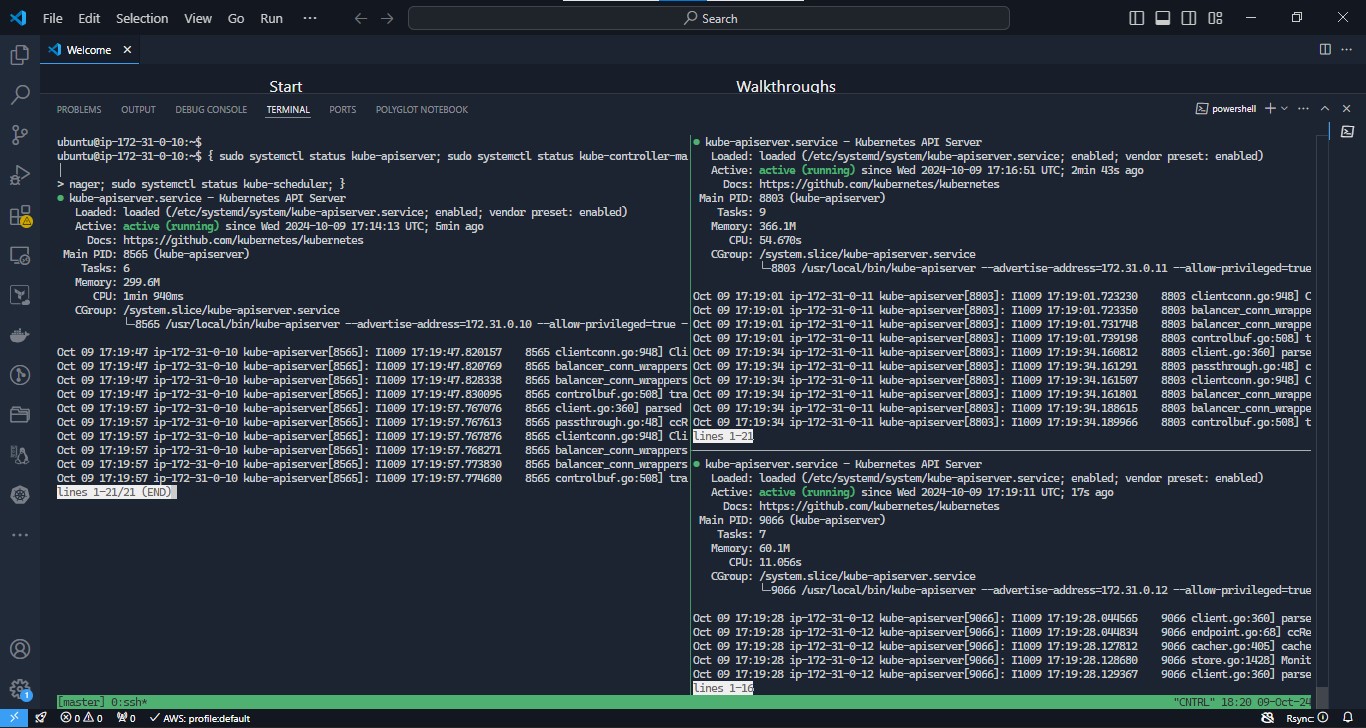 File Edit Selection View Go Run ··· Search
Welcome
Start
Walkthroughs
PROBLEMS OUTPUT DEBUG CONSOLE TERMINAL PORTS POLYGLOT NOTEBOOK
powershell
ubuntu@ip-172-31-0-10:~$
ubuntu@ip-172-31-0-10:~$ { sudo systemctl status kube-apiserver; sudo systemctl status kube-controller-ma
> nager; sudo systemctl status kube-scheduler; }
● kube-apiserver.service - Kubernetes API Server
Loaded: loaded (/etc/systemd/system/kube-apiserver.service; enabled; vendor preset: enabled)
Active: active (running) since Wed 2024-10-09 17:14:13 UTC; 5min ago
Docs: https://github.com/kubernetes/kubernetes
Main PID: 8565 (kube-apiserver)
Tasks: 6
Memory: 299.6M
CPU: 1min 940ms
CGroup: /system.slice/kube-apiserver.service
└─8565 /usr/local/bin/kube-apiserver --advertise-address=172.31.0.10 --allow-privileged=true -
Oct 09 17:19:47 ip-172-31-0-10 kube-apiserver[8565]: I1009 17:19:47.820157 8565 clientconn.go:948] Cli
Oct 09 17:19:47 ip-172-31-0-10 kube-apiserver[8565]: I1009 17:19:47.820769 8565 balancer_conn_wrappers
Oct 09 17:19:47 ip-172-31-0-10 kube-apiserver[8565]: I1009 17:19:47.828338 8565 balancer_conn_wrappers
Oct 09 17:19:47 ip-172-31-0-10 kube-apiserver[8565]: I1009 17:19:47.830095 8565 controlbuf.go:508] tra
Oct 09 17:19:57 ip-172-31-0-10 kube-apiserver[8565]: I1009 17:19:57.767076 8565 client.go:360] parsed
Oct 09 17:19:57 ip-172-31-0-10 kube-apiserver[8565]: I1009 17:19:57.767613 8565 passthrough.go:48] ccR
Oct 09 17:19:57 ip-172-31-0-10 kube-apiserver[8565]: I1009 17:19:57.767876 8565 clientconn.go:948] Cli
Oct 09 17:19:57 ip-172-31-0-10 kube-apiserver[8565]: I1009 17:19:57.768271 8565 balancer_conn_wrappers
Oct 09 17:19:57 ip-172-31-0-10 kube-apiserver[8565]: I1009 17:19:57.773830 8565 balancer_conn_wrappers
Oct 09 17:19:57 ip-172-31-0-10 kube-apiserver[8565]: I1009 17:19:57.774680 8565 controlbuf.go:508] tra
lines 1-21/21 (END)
● kube-apiserver.service - Kubernetes API Server
Loaded: loaded (/etc/systemd/system/kube-apiserver.service; enabled; vendor preset: enabled)
Active: active (running) since Wed 2024-10-09 17:16:51 UTC; 2min 43s ago
Docs: https://github.com/kubernetes/kubernetes
Main PID: 8803 (kube-apiserver)
Tasks: 9
Memory: 366.1M
CPU: 54.670s
CGroup: /system.slice/kube-apiserver.service
└─8803 /usr/local/bin/kube-apiserver --advertise-address=172.31.0.11 --allow-privileged=true
Oct 09 17:19:01 ip-172-31-0-11 kube-apiserver[8803]: I1009 17:19:01.723230 8803 clientconn.go:948] C
Oct 09 17:19:01 ip-172-31-0-11 kube-apiserver[8803]: I1009 17:19:01.723350 8803 balancer_conn_wrappe
Oct 09 17:19:01 ip-172-31-0-11 kube-apiserver[8803]: I1009 17:19:01.731748 8803 balancer_conn_wrappe
Oct 09 17:19:01 ip-172-31-0-11 kube-apiserver[8803]: I1009 17:19:01.739198 8803 controlbuf.go:508] t
Oct 09 17:19:34 ip-172-31-0-11 kube-apiserver[8803]: I1009 17:19:34.160812 8803 client.go:360] parse
Oct 09 17:19:34 ip-172-31-0-11 kube-apiserver[8803]: I1009 17:19:34.161291 8803 passthrough.go:48] c
Oct 09 17:19:34 ip-172-31-0-11 kube-apiserver[8803]: I1009 17:19:34.161507 8803 clientconn.go:948] C
Oct 09 17:19:34 ip-172-31-0-11 kube-apiserver[8803]: I1009 17:19:34.161801 8803 balancer_conn_wrappe
Oct 09 17:19:34 ip-172-31-0-11 kube-apiserver[8803]: I1009 17:19:34.188615 8803 balancer_conn_wrappe
Oct 09 17:19:34 ip-172-31-0-11 kube-apiserver[8803]: I1009 17:19:34.189966 8803 controlbuf.go:508] t
lines 1-21
● kube-apiserver.service - Kubernetes API Server
Loaded: loaded (/etc/systemd/system/kube-apiserver.service; enabled; vendor preset: enabled)
Active: active (running) since Wed 2024-10-09 17:19:11 UTC; 17s ago
Docs: https://github.com/kubernetes/kubernetes
Main PID: 9066 (kube-apiserver)
Tasks: 7
Memory: 60.1M
CPU: 11.056s
CGroup: /system.slice/kube-apiserver.service
└─9066 /usr/local/bin/kube-apiserver --advertise-address=172.31.0.12 --allow-privileged=true
Oct 09 17:19:28 ip-172-31-0-12 kube-apiserver[9066]: I1009 17:19:28.044565 9066 client.go:360] parse
Oct 09 17:19:28 ip-172-31-0-12 kube-apiserver[9066]: I1009 17:19:28.044834 9066 endpoint.go:68] ccRe
Oct 09 17:19:28 ip-172-31-0-12 kube-apiserver[9066]: I1009 17:19:28.127812 9066 cacher.go:405] cache
Oct 09 17:19:28 ip-172-31-0-12 kube-apiserver[9066]: I1009 17:19:28.128680 9066 store.go:1428] Monit
Oct 09 17:19:28 ip-172-31-0-12 kube-apiserver[9066]: I1009 17:19:28.129367 9066 client.go:360] parse
lines 1-16
[master] 0:ssh* "CNTRL" 18:20 09-Oct-24
0 0 0 AWS: profile:default Rsync:
1